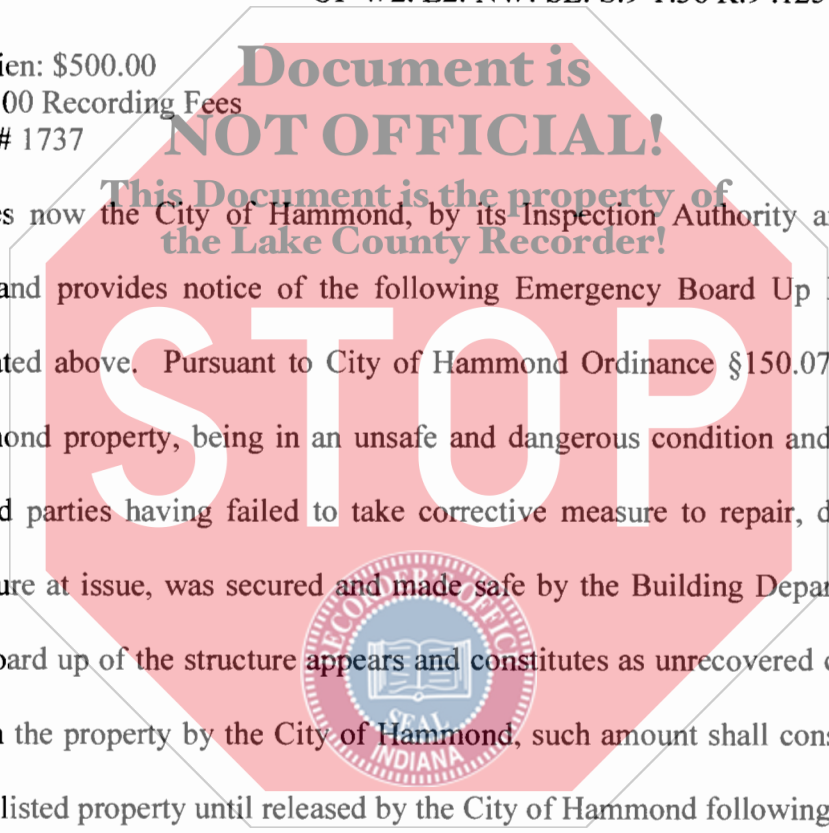 ien: $500.00
00 Recording Fees
# 1737
Document is
NOT OFFICIAL!
This Document is the property of
the Lake County Recorder!
s now the City of Hammond, by its Inspection Authority a
and provides notice of the following Emergency Board Up
ted above. Pursuant to City of Hammond Ordinance §150.07
ond property, being in an unsafe and dangerous condition and
d parties having failed to take corrective measure to repair, d
STOP
ure at issue, was secured and made safe by the Building Depar
oard up of the structure appears and constitutes as unrecovered
the property by the City of Hammond, such amount shall cons
listed property until released by the City of Hammond following
RECORDER'S OFFICE
SEAL
INDIANA